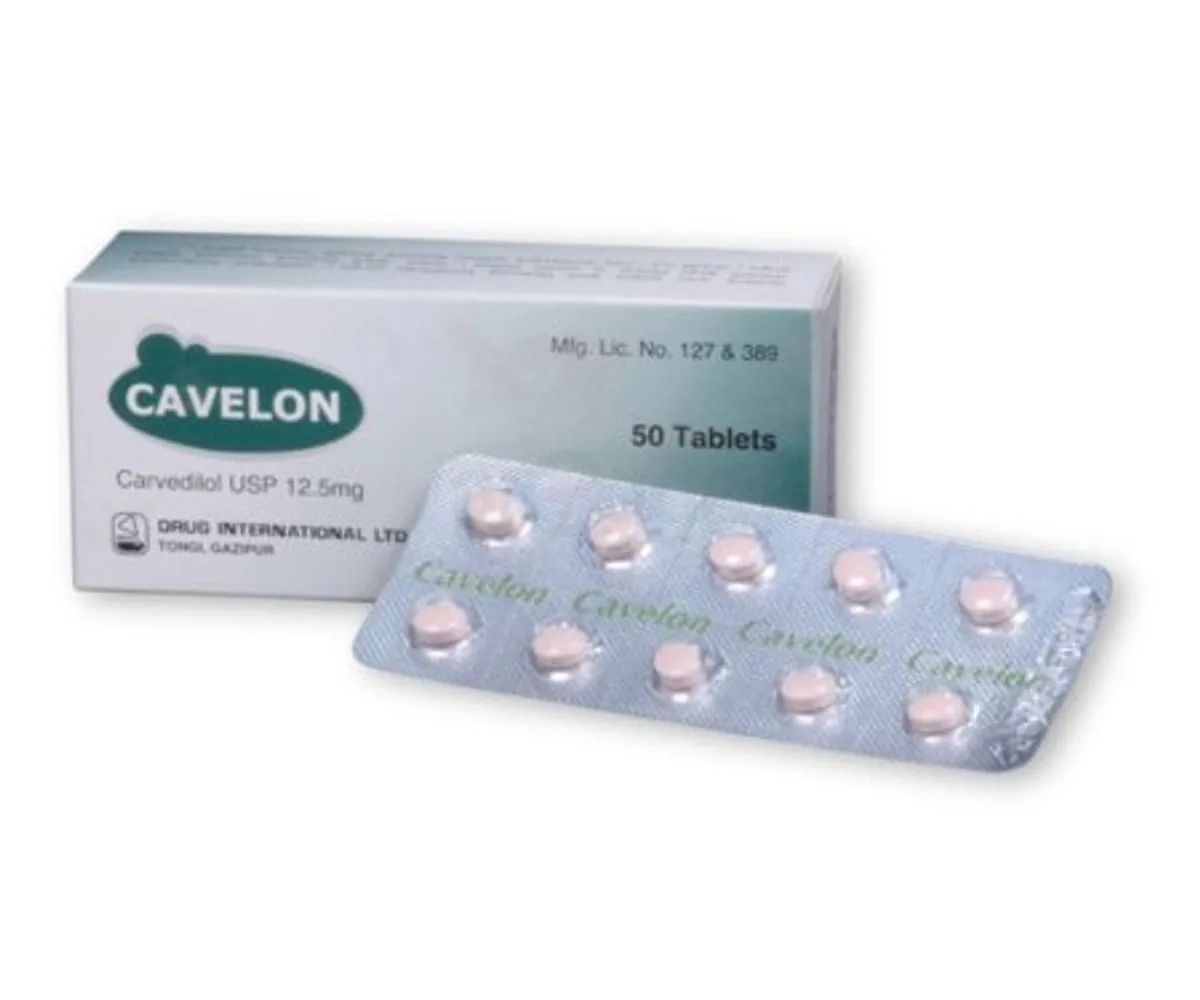 CAVELON
Mfg. Lic. No. 127 & 389
50 Tablets
Carvedilol USP 12.5mg
DRUG INTERNATIONAL LTD
TONGI, GAZIPUR
Cavelon Cavelon Cavelon Cavelon